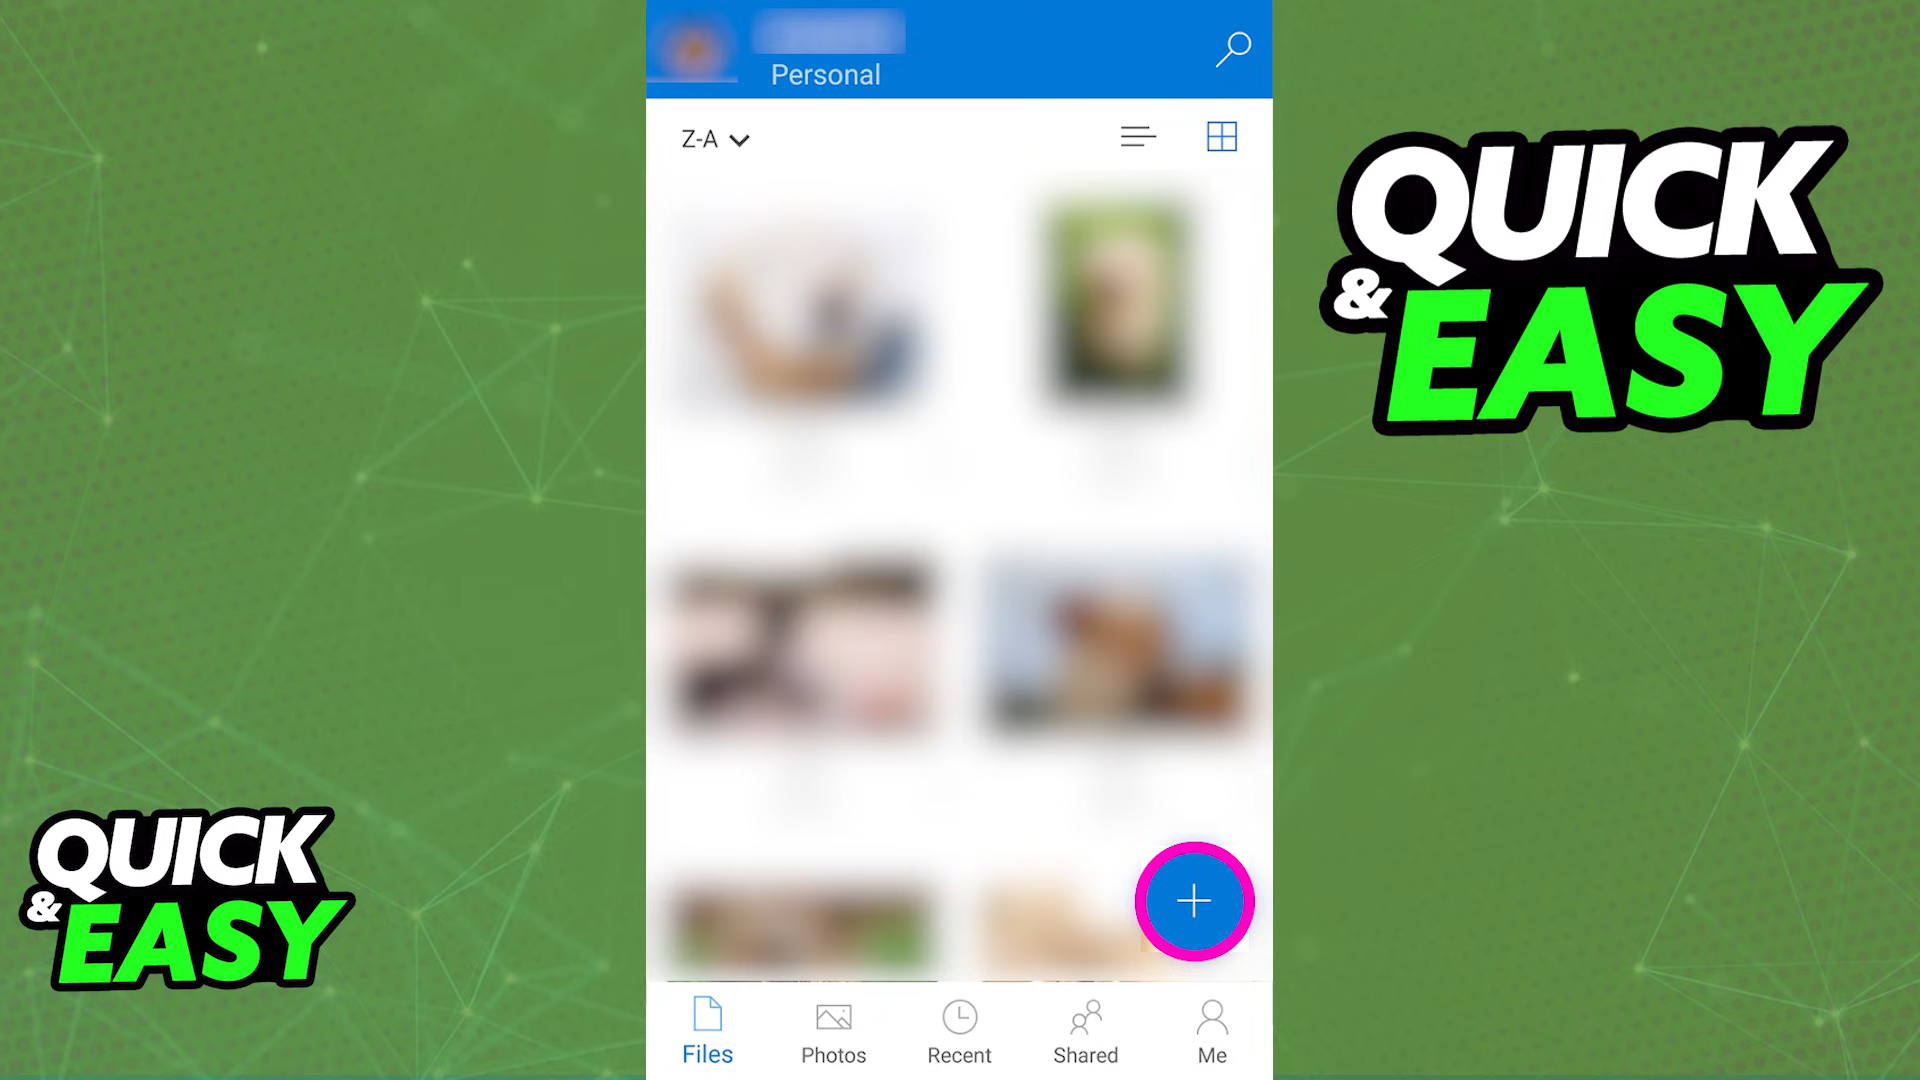 Personal
Z-A
QUICK
& EASY
QUICK
& EASY
Files
Photos
Recent
Shared
Me